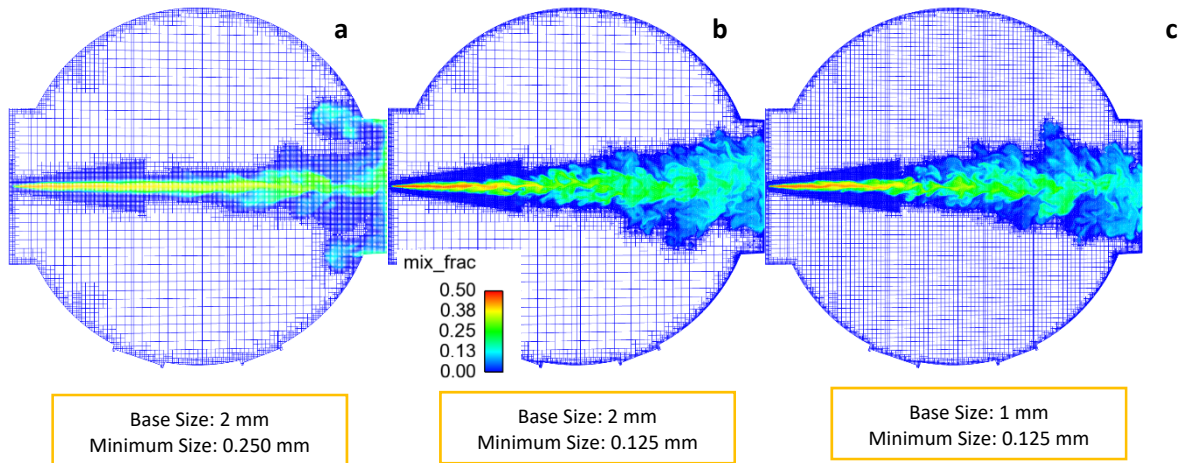 a
b
c
mix_frac
0.50
0.38
0.25
0.13
0.00
Base Size: 2 mm
Minimum Size: 0.250 mm
Base Size: 2 mm
Minimum Size: 0.125 mm
Base Size: 1 mm
Minimum Size: 0.125 mm